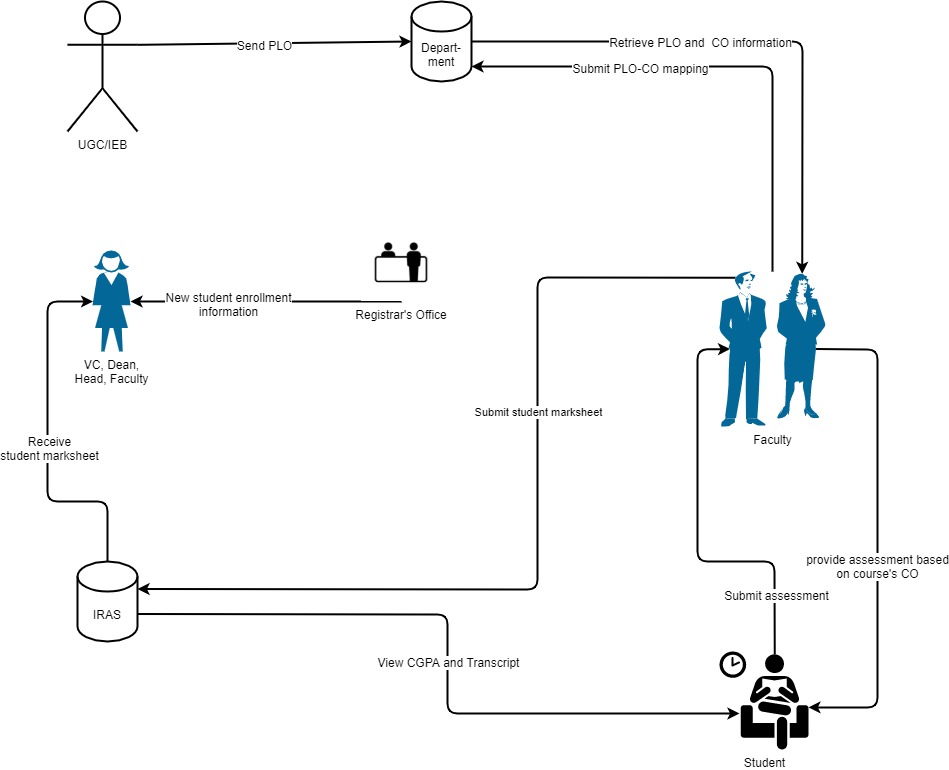 Send PLO
Depart-
ment
Retrieve PLO and  CO information
Submit PLO-CO mapping
UGC/IEB
New student enrollment
information
Registrar's Office
VC, Dean,
Head, Faculty
Submit student marksheet
Faculty
Receive
student marksheet
provide assessment based
on course's CO
Submit assessment
IRAS
View CGPA and Transcript
Student